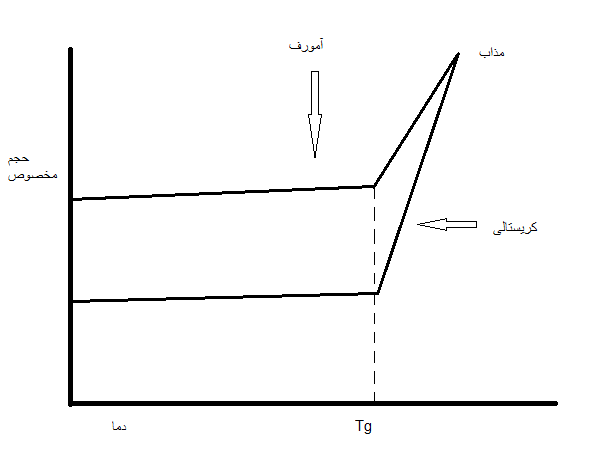 آمورف
مذاب
حجم
مخصوص
کریستالی
دما
Tg